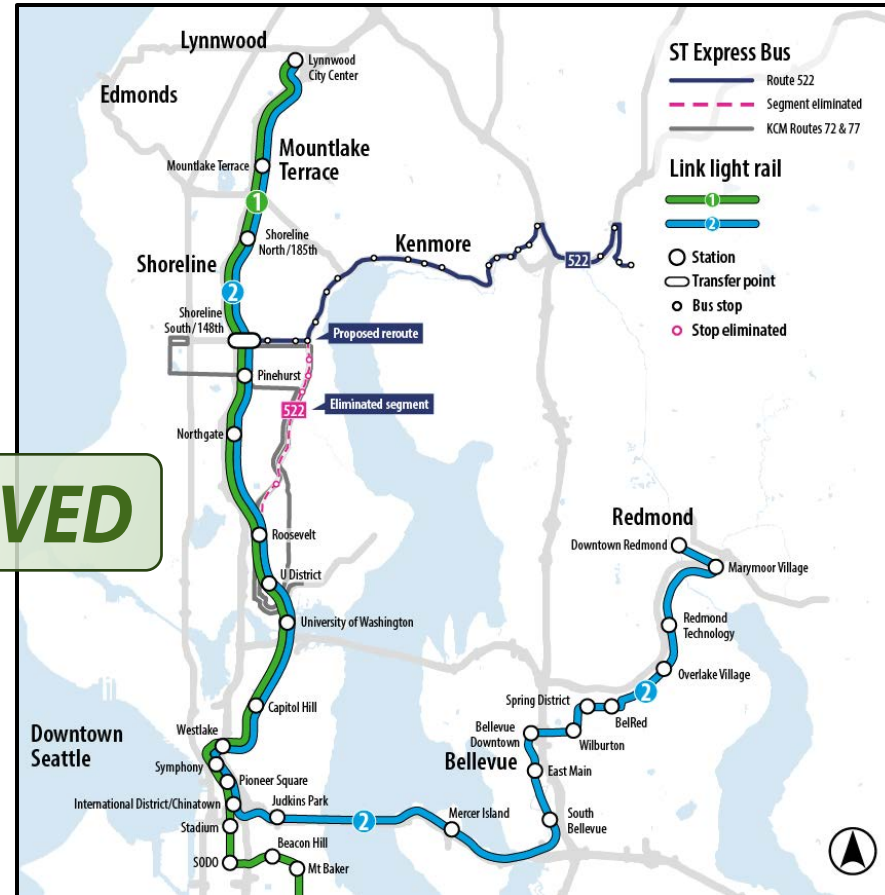 Lynnwood
Lynnwood
City Center
Edmonds
Mountlake Terrace
Mountlake
Terrace
1
Shoreline
North/185th
Shoreline
2
Kenmore
522
Shoreline
South/148th
Proposed reroute
Pinehurst
522
Eliminated segment
Northgate
VED
Roosevelt
U District
University of Washington
Capitol Hill
Westlake
Downtown
Seattle
Symphony
Pioneer Square
International District/Chinatown
Judkins Park
2
Stadium
SODO
Beacon Hill
Mt Baker
Mercer Island
South
Bellevue
East Main
Bellevue
Bellevue
Downtown
Wilburton
Spring District
BelRed
2
Overlake Village
Redmond
Technology
Marymoor Village
Downtown Redmond
Redmond
ST Express Bus
Route 522
Segment eliminated
KCM Routes 72 & 77
Link light rail
1
2
Station
Transfer point
Bus stop
Stop eliminated